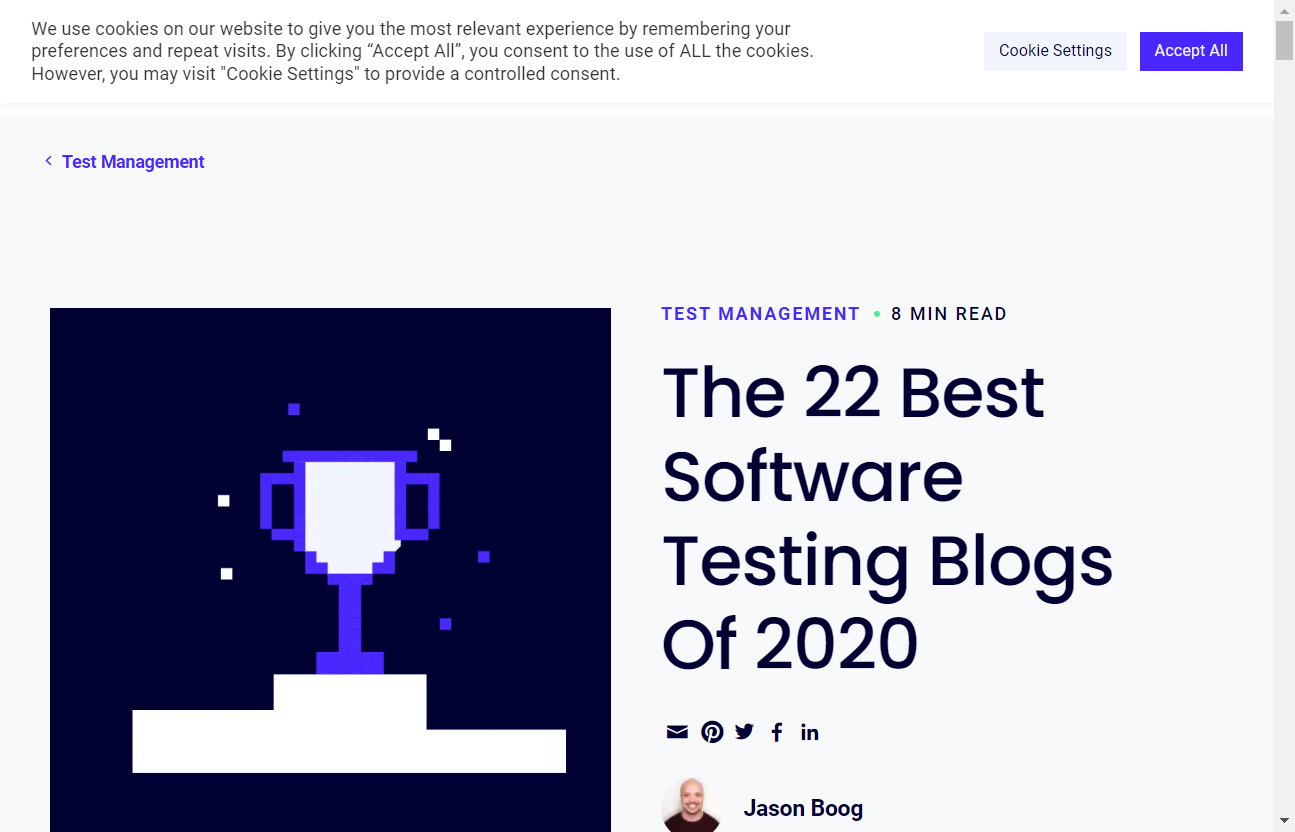 We use cookies on our website to give you the most relevant experience by remembering your
preferences and repeat visits. By clicking “Accept All”, you consent to the use of ALL the cookies.
However, you may visit "Cookie Settings" to provide a controlled consent.
Cookie Settings
Accept All
Test Management
TEST MANAGEMENT • 8 MIN READ
The 22 Best
Software
Testing Blogs
Of 2020
Jason Boog